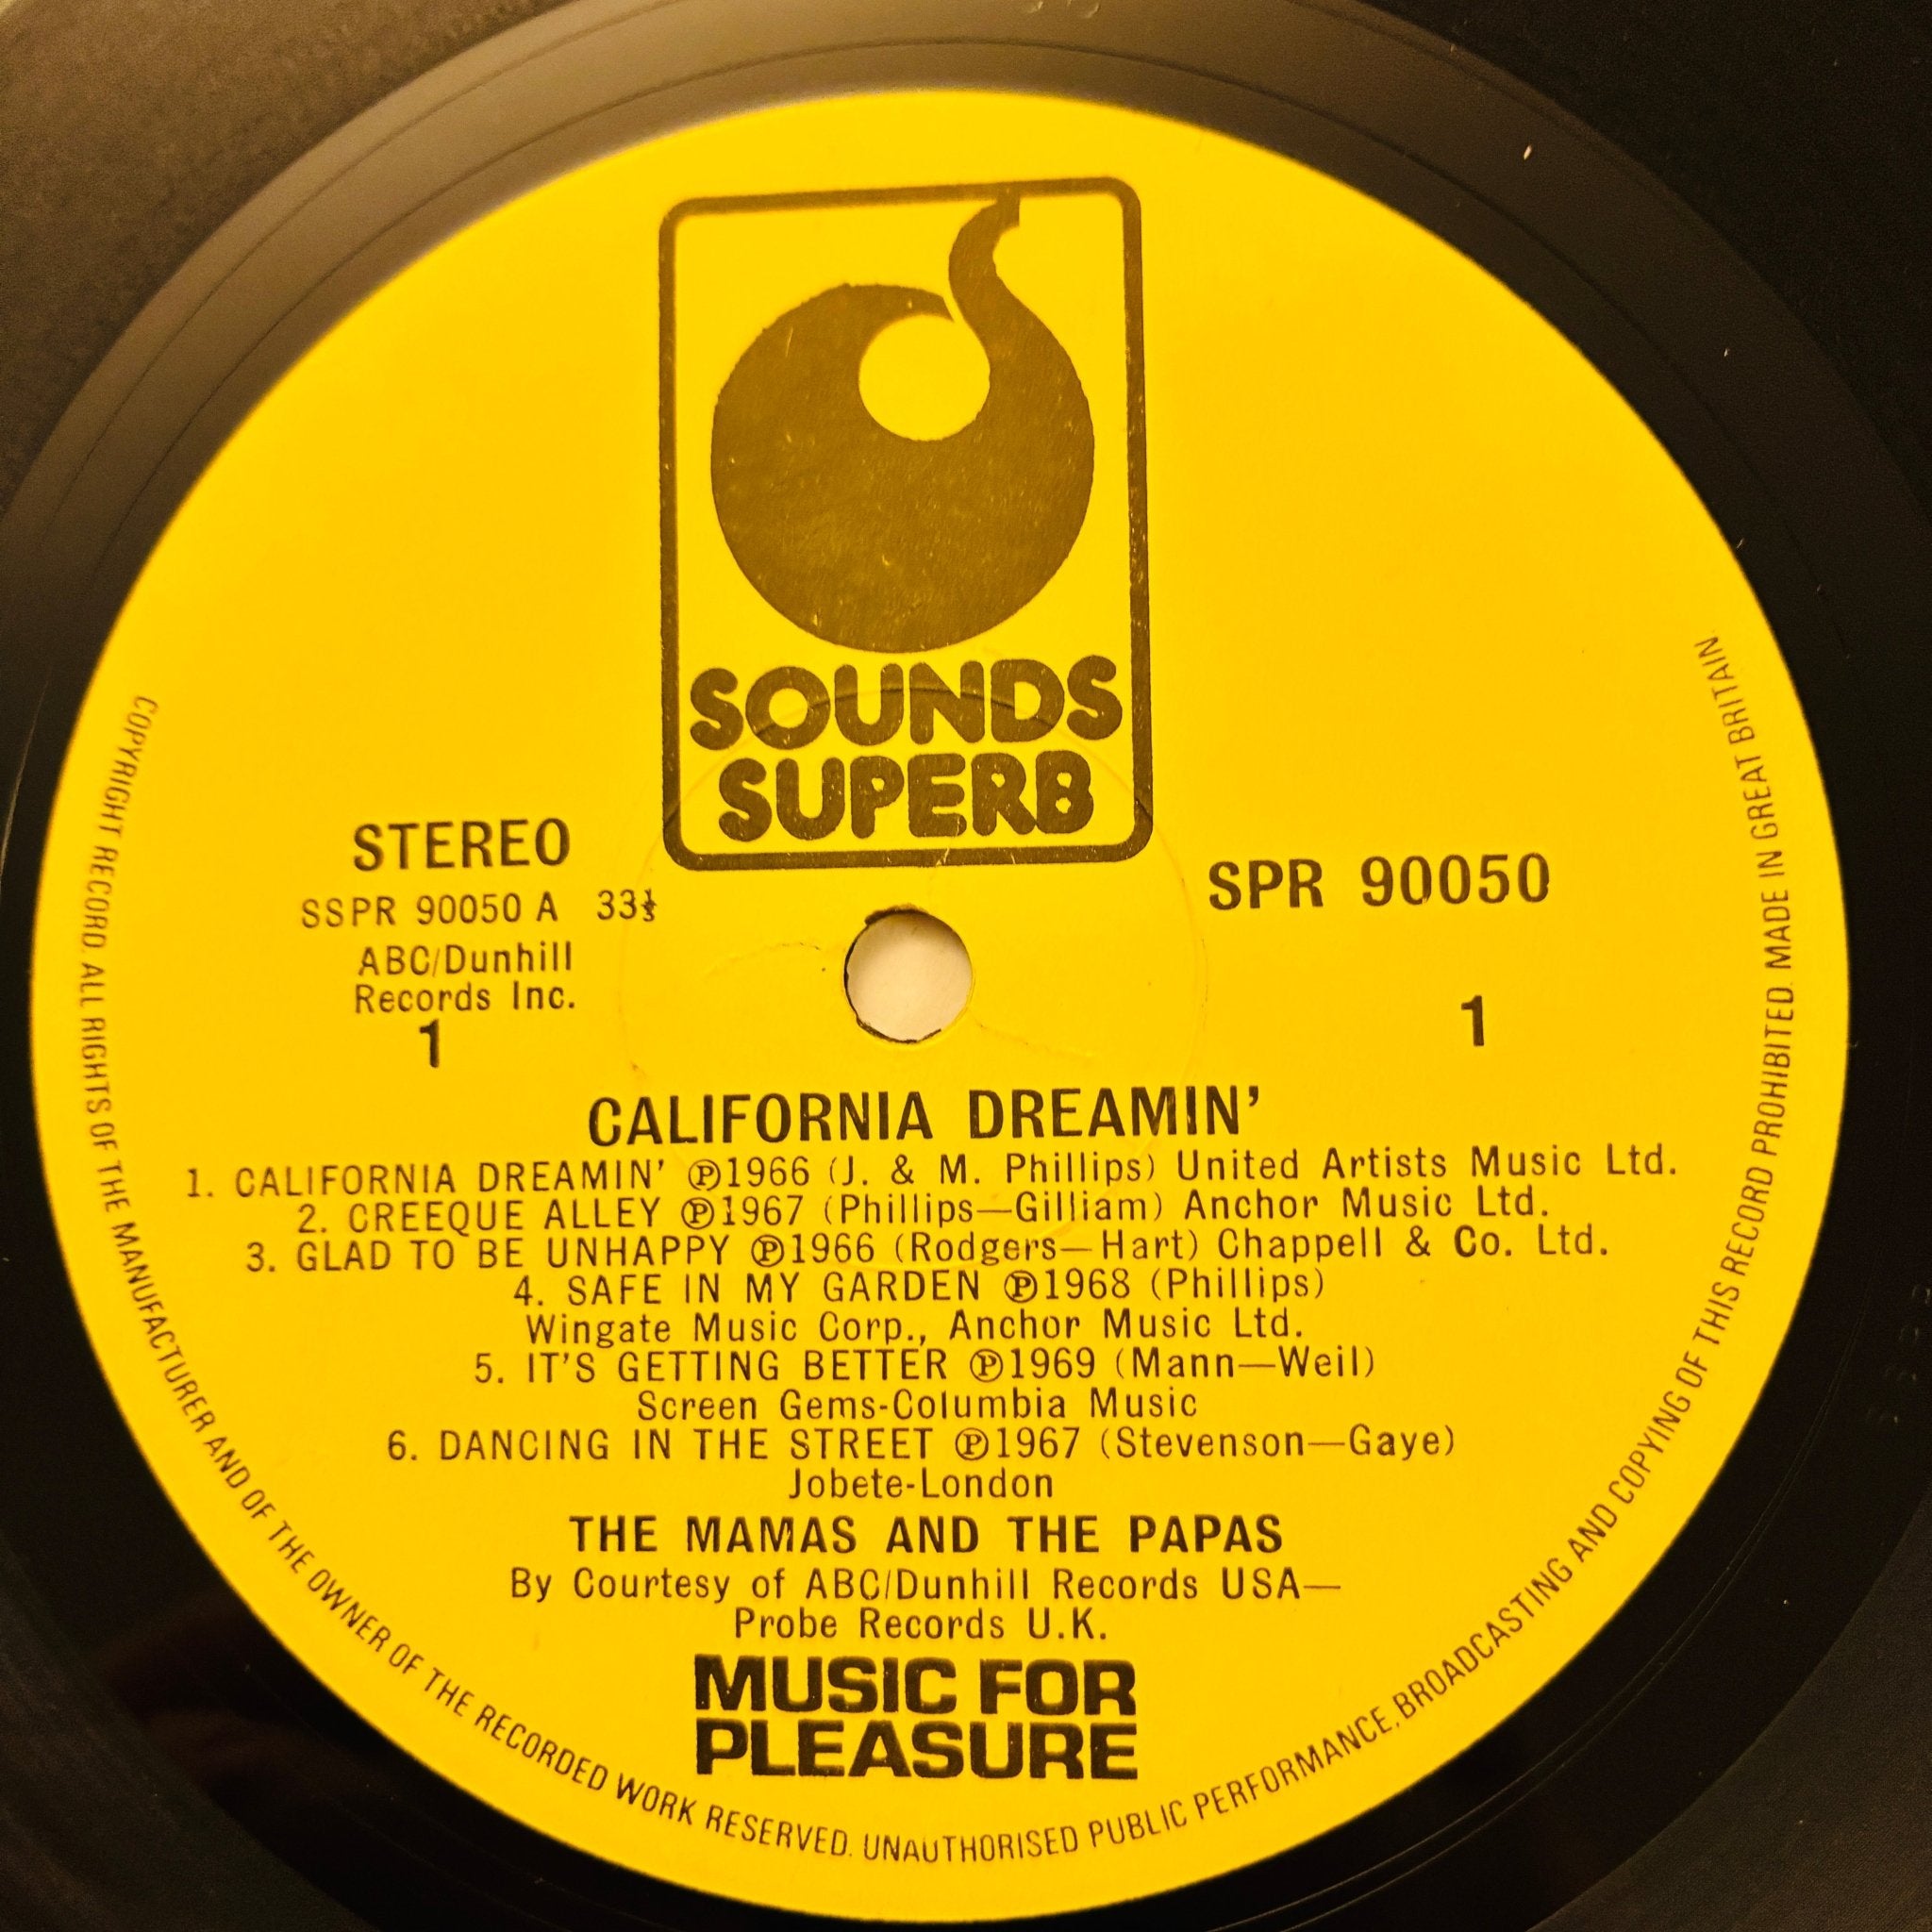 SOUNDS
SUPERB
STEREO
SSPR 90050 A 33⅓
ABC/Dunhill
Records Inc.
1
SPR 90050
1
CALIFORNIA DREAMIN'
1. CALIFORNIA DREAMIN' ℗1966 (J. & M. Phillips) United Artists Music Ltd.
2. CREEQUE ALLEY ℗1967 (Phillips—Gilliam) Anchor Music Ltd.
3. GLAD TO BE UNHAPPY ℗1966 (Rodgers—Hart) Chappell & Co. Ltd.
4. SAFE IN MY GARDEN ℗1968 (Phillips)
Wingate Music Corp., Anchor Music Ltd.
5. IT'S GETTING BETTER ℗1969 (Mann—Weil)
Screen Gems-Columbia Music
6. DANCING IN THE STREET ℗1967 (Stevenson—Gaye)
Jobete-London
THE MAMAS AND THE PAPAS
By Courtesy of ABC/Dunhill Records USA—
Probe Records U.K.
MUSIC FOR
PLEASURE
COPYRIGHT RECORD. ALL RIGHTS OF THE MANUFACTURER AND OF THE OWNER OF THE RECORDED WORK RESERVED. UNAUTHORISED PUBLIC PERFORMANCE, BROADCASTING AND COPYING OF THIS RECORD PROHIBITED. MADE IN GREAT BRITAIN